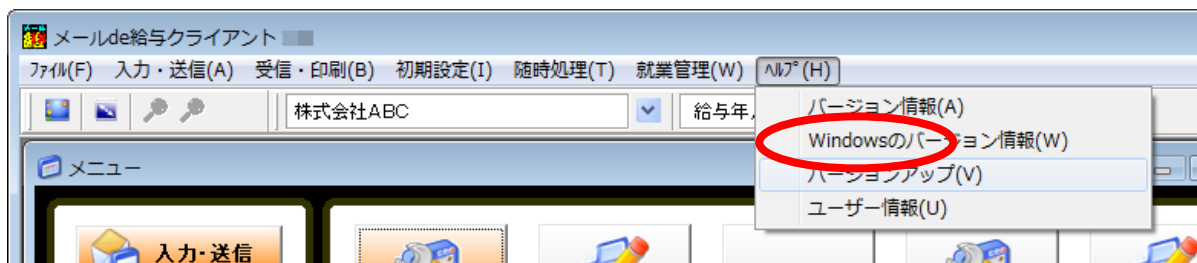 メールde給与クライアント
ﾌｧｲﾙ(F) 入力・送信(A) 受信・印刷(B) 初期設定(I) 随時処理(T) 就業管理(W) ﾍﾙﾌﾟ(H)
株式会社ABC 給与年
バージョン情報(A)
Windowsのバージョン情報(W)
バージョンアップ(V)
ユーザー情報(U)
メニュー
入力・送信